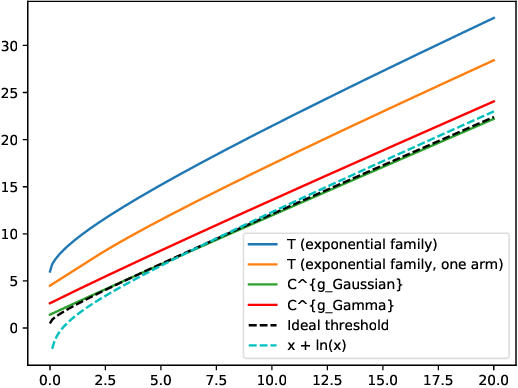 30
25
20
15
10
5
0
T (exponential family)
T (exponential family, one arm)
C^{g_Gaussian}
C^{g_Gamma}
Ideal threshold
x + ln(x)
0.0 2.5 5.0 7.5 10.0 12.5 15.0 17.5 20.0